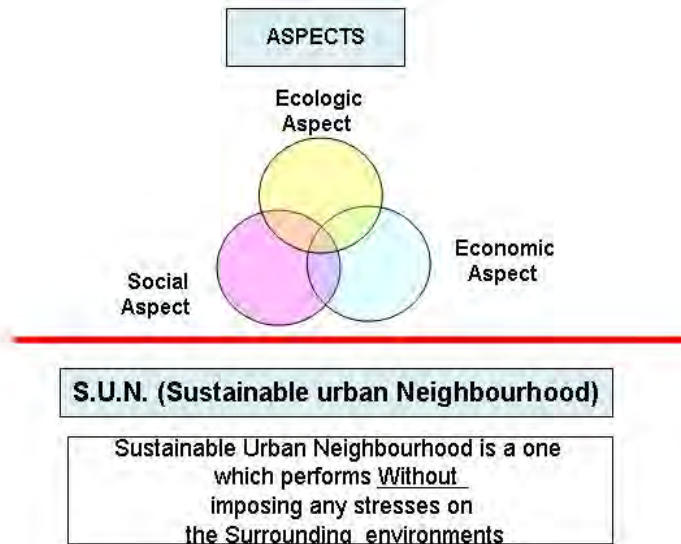 ASPECTS
Ecologic
Aspect
Economic
Aspect
Social
Aspect
S.U.N. (Sustainable urban Neighbourhood)
Sustainable Urban Neighbourhood is a one
which performs Without
imposing any stresses on
the Surrounding environments